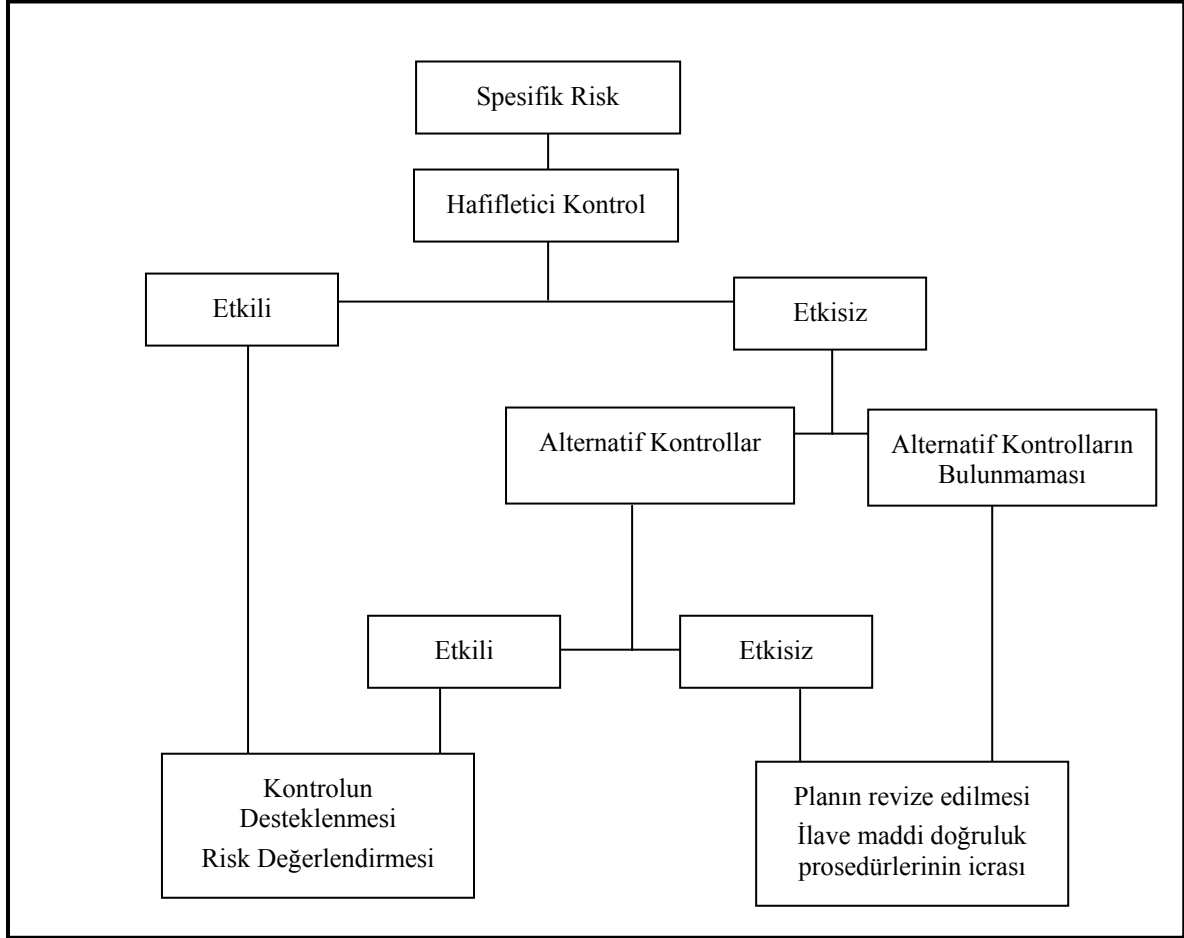 Spesifik Risk
Hafifletici Kontrol
Etkili
Etkisiz
Alternatif Kontrollar
Alternatif Kontrolların
Bulunmaması
Etkili
Etkisiz
Kontrolun
Desteklenmesi
Risk Değerlendirmesi
Planın revize edilmesi
İlave maddi doğruluk
prosedürlerinin icrası